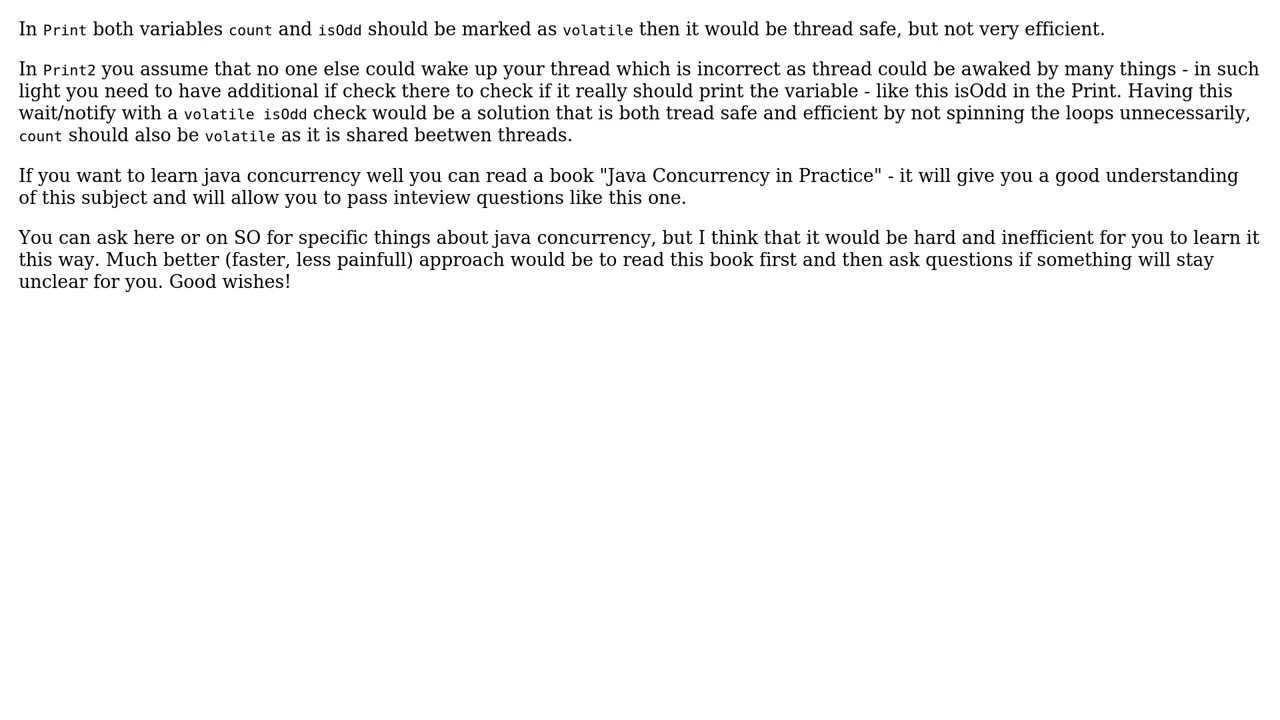 In Print both variables count and isOdd should be marked as volatile then it would be thread safe, but not very efficient.
In Print2 you assume that no one else could wake up your thread which is incorrect as thread could be awaked by many things - in such
light you need to have additional if check there to check if it really should print the variable - like this isOdd in the Print. Having this
wait/notify with a volatile isOdd check would be a solution that is both tread safe and efficient by not spinning the loops unnecessarily,
count should also be volatile as it is shared beetwen threads.
If you want to learn java concurrency well you can read a book "Java Concurrency in Practice" - it will give you a good understanding
of this subject and will allow you to pass inteview questions like this one.
You can ask here or on SO for specific things about java concurrency, but I think that it would be hard and inefficient for you to learn it
this way. Much better (faster, less painfull) approach would be to read this book first and then ask questions if something will stay
unclear for you. Good wishes!